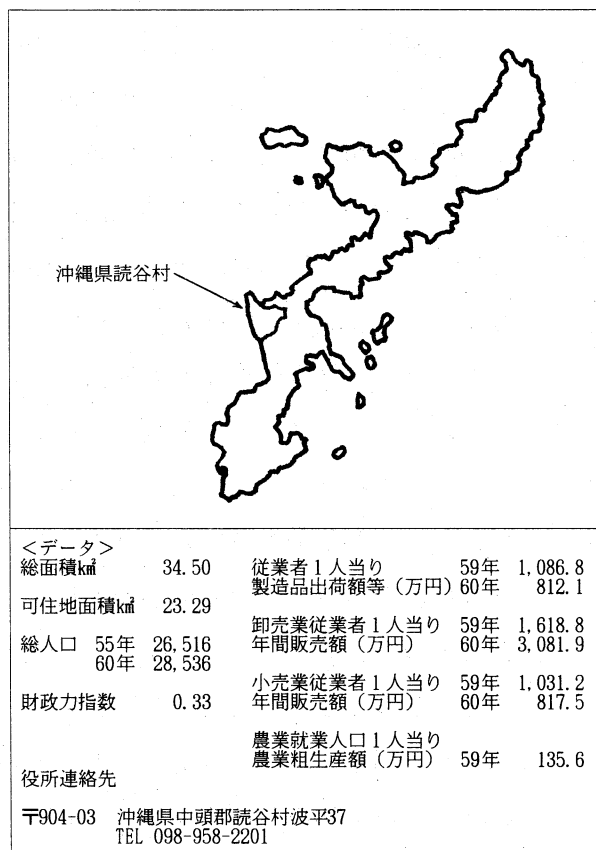 沖縄県読谷村
<データ>
総面積k㎡ 34.50
可住地面積k㎡ 23.29
総人口 55年 26,516
60年 28,536
財政力指数 0.33
従業者1人当り 59年 1,086.8
製造品出荷額等(万円) 60年 812.1
卸売業従業者1人当り 59年 1,618.8
年間販売額(万円) 60年 3,081.9
小売業従業者1人当り 59年 1,031.2
年間販売額(万円) 60年 817.5
農業就業人口1人当り
農業粗生産額(万円) 59年 135.6
役所連絡先
〒904-03 沖縄県中頭郡読谷村波平37
TEL 098-958-2201